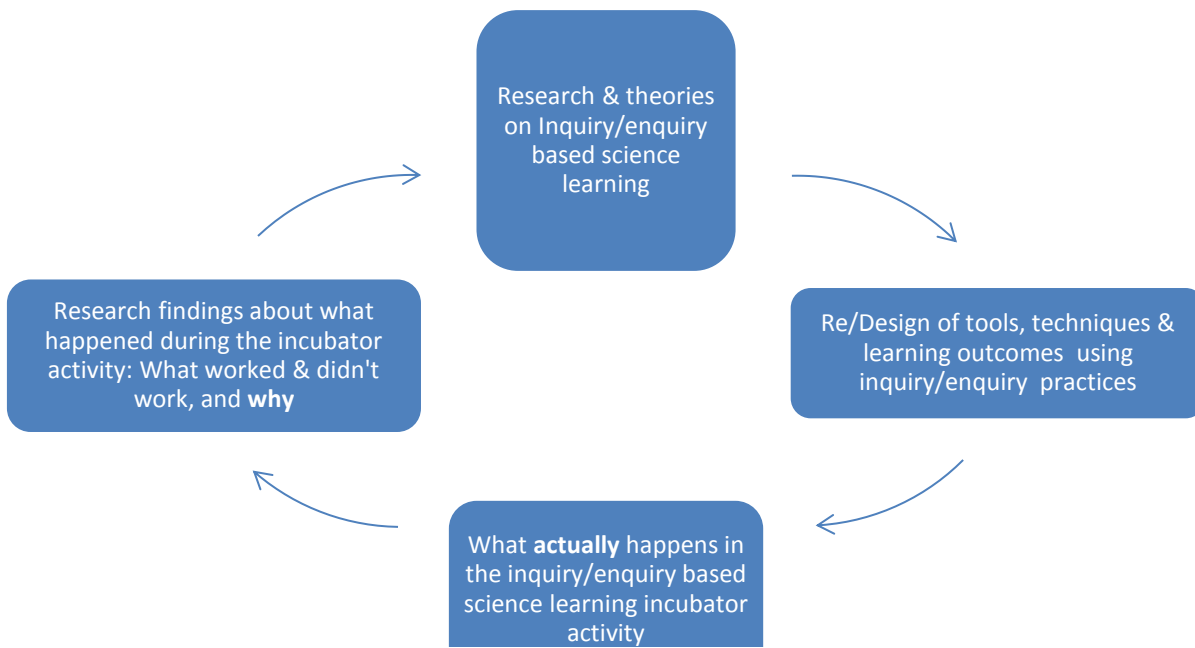 Research & theories
on Inquiry/enquiry
based science
learning
Re/Design of tools, techniques &
learning outcomes using
inquiry/enquiry practices
What actually happens in
the inquiry/enquiry based
science learning incubator
activity
Research findings about what
happened during the incubator
activity: What worked & didn't
work, and why